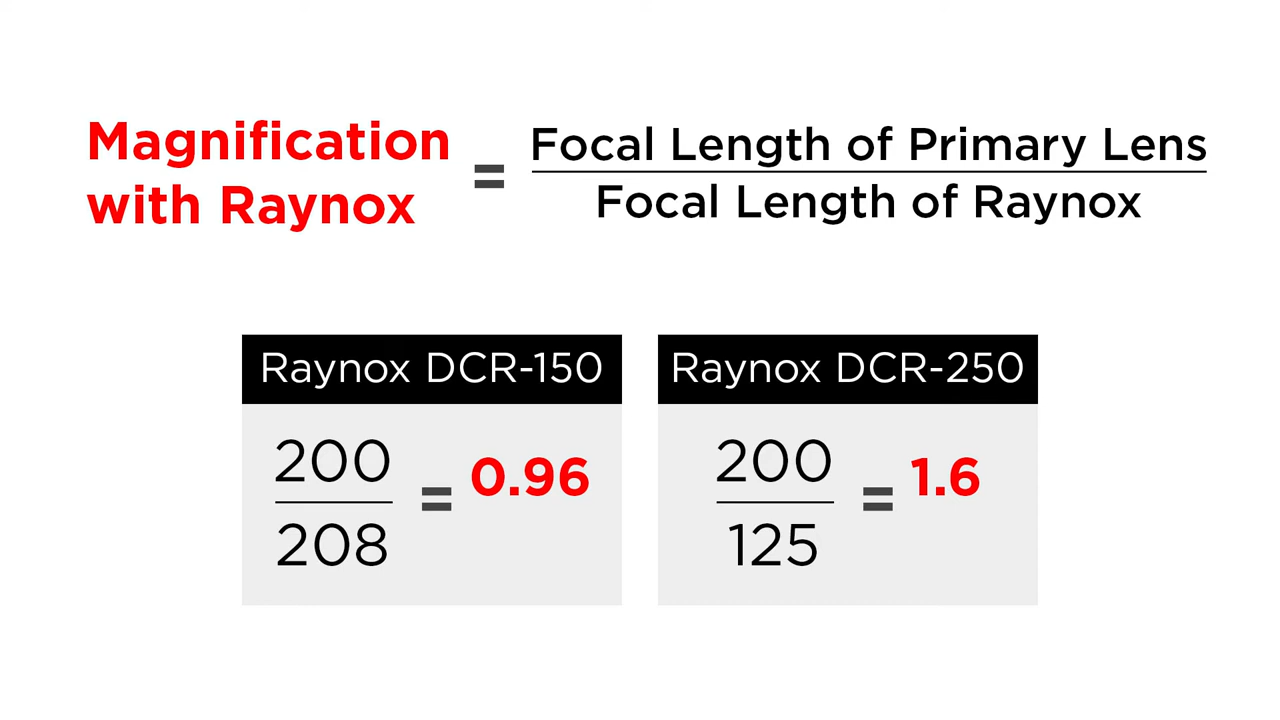 Magnification
with Raynox
=
Focal Length of Primary Lens
Focal Length of Raynox
Raynox DCR-150
200
208
= 0.96
Raynox DCR-250
200
125
= 1.6